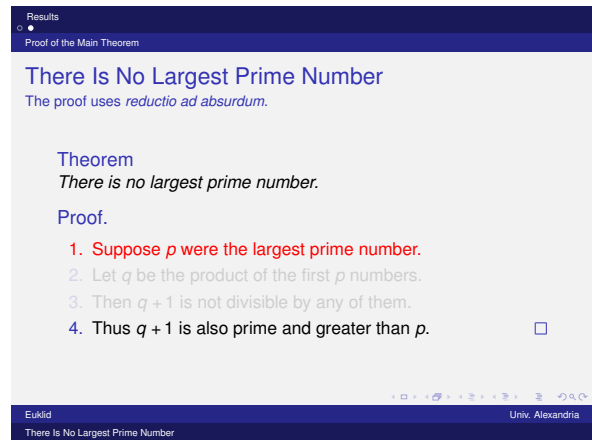 Results
Proof of the Main Theorem
There Is No Largest Prime Number
The proof uses reductio ad absurdum.
Theorem
There is no largest prime number.
Proof.
1. Suppose p were the largest prime number.
2. Let q be the product of the first p numbers.
3. Then q + 1 is not divisible by any of them.
4. Thus q + 1 is also prime and greater than p.
Euklid Univ. Alexandria
There Is No Largest Prime Number